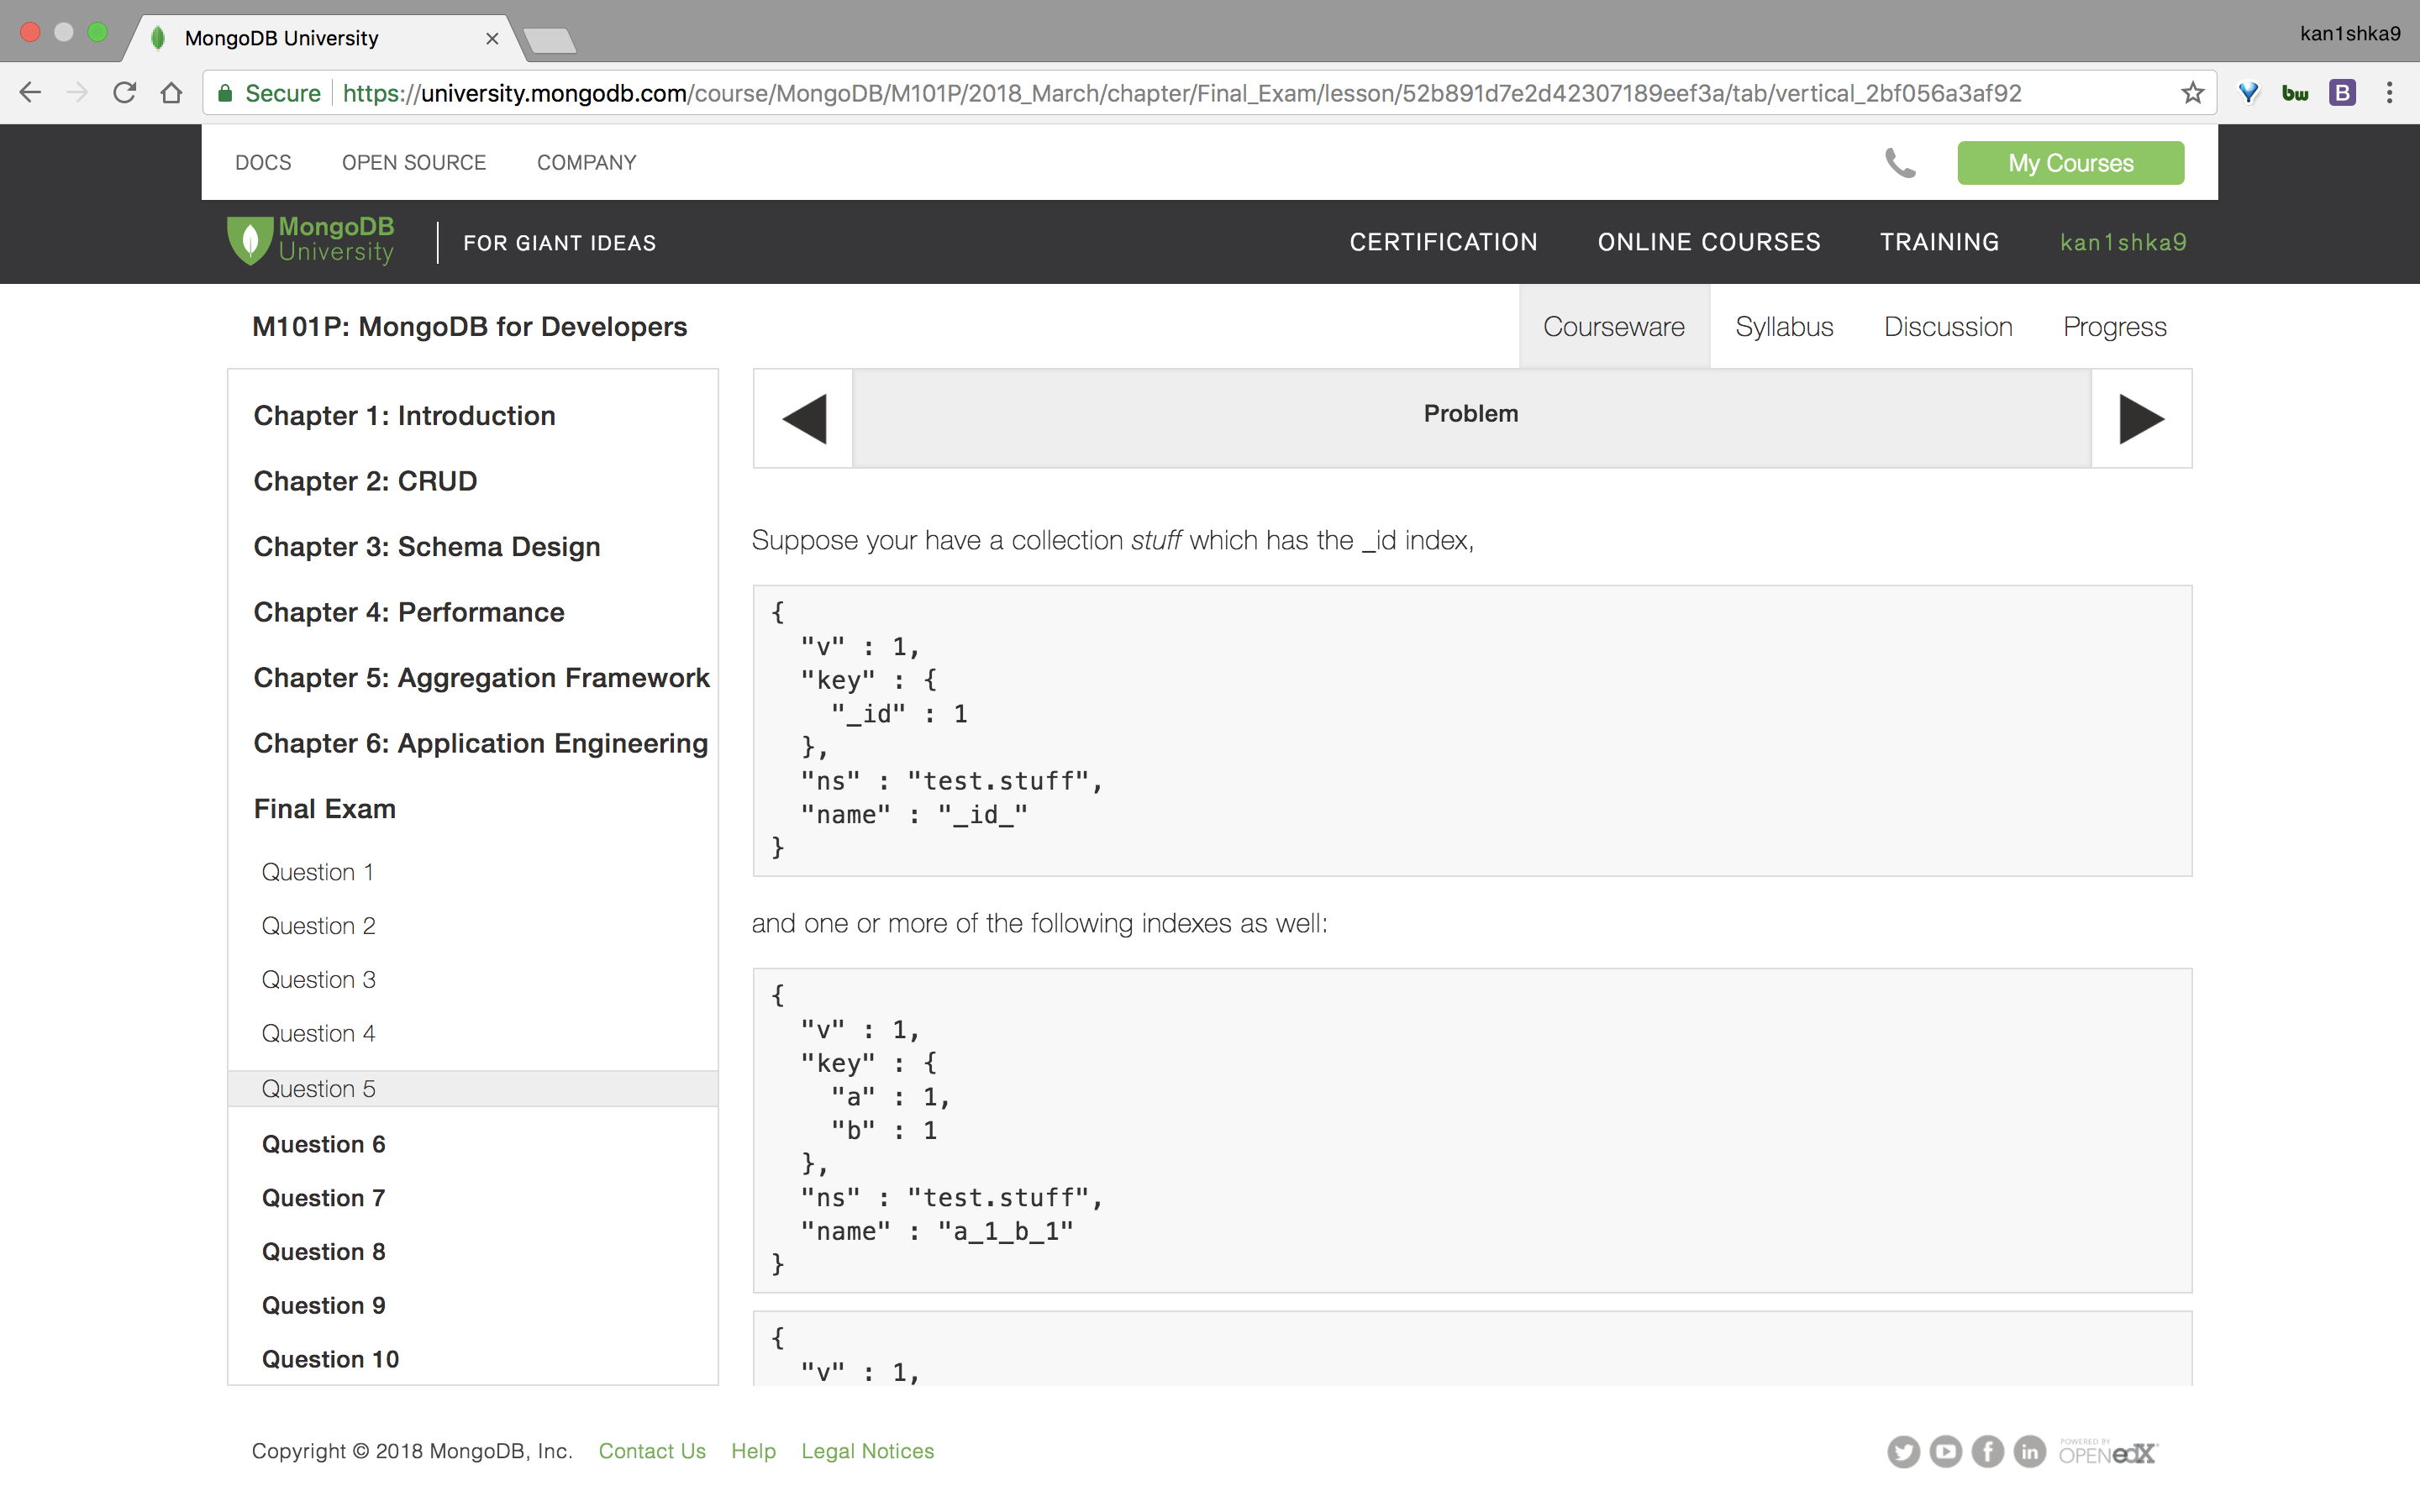 MongoDB University
kan1shka9
Secure
https://university.mongodb.com/course/MongoDB/M101P/2018_March/chapter/Final_Exam/lesson/52b891d7e2d42307189eef3a/tab/vertical_2bf056a3af92
bw
B
DOCS OPEN SOURCE COMPANY
My Courses
MongoDB
University
FOR GIANT IDEAS
CERTIFICATION ONLINE COURSES TRAINING kan1shka9
M101P: MongoDB for Developers
Courseware Syllabus Discussion Progress
Chapter 1: Introduction
Chapter 2: CRUD
Chapter 3: Schema Design
Chapter 4: Performance
Chapter 5: Aggregation Framework
Chapter 6: Application Engineering
Final Exam
Question 1
Question 2
Question 3
Question 4
Question 5
Question 6
Question 7
Question 8
Question 9
Question 10
Problem
Suppose your have a collection stuff which has the _id index,
{
"v" : 1,
"key" : {
"_id" : 1
},
"ns" : "test.stuff",
"name" : "_id_"
}
and one or more of the following indexes as well:
{
"v" : 1,
"key" : {
"a" : 1,
"b" : 1
},
"ns" : "test.stuff",
"name" : "a_1_b_1"
}
{
"v" : 1,
Copyright © 2018 MongoDB, Inc. Contact Us Help Legal Notices
POWERED BY
OPEN edX